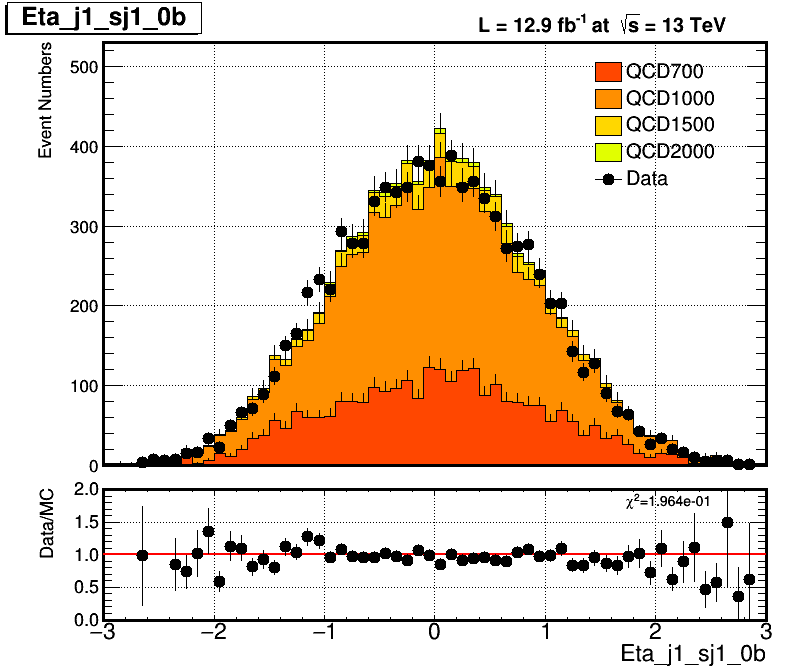 Eta_j1_sj1_0b
L = 12.9 fb⁻¹ at √s = 13 TeV
Event Numbers
500
400
300
200
100
0
QCD700
QCD1000
QCD1500
QCD2000
Data
Data/MC
2.0
1.5
1.0
0.5
0.0
χ²=1.964e-01
−3 −2 −1 0 1 2 3
Eta_j1_sj1_0b